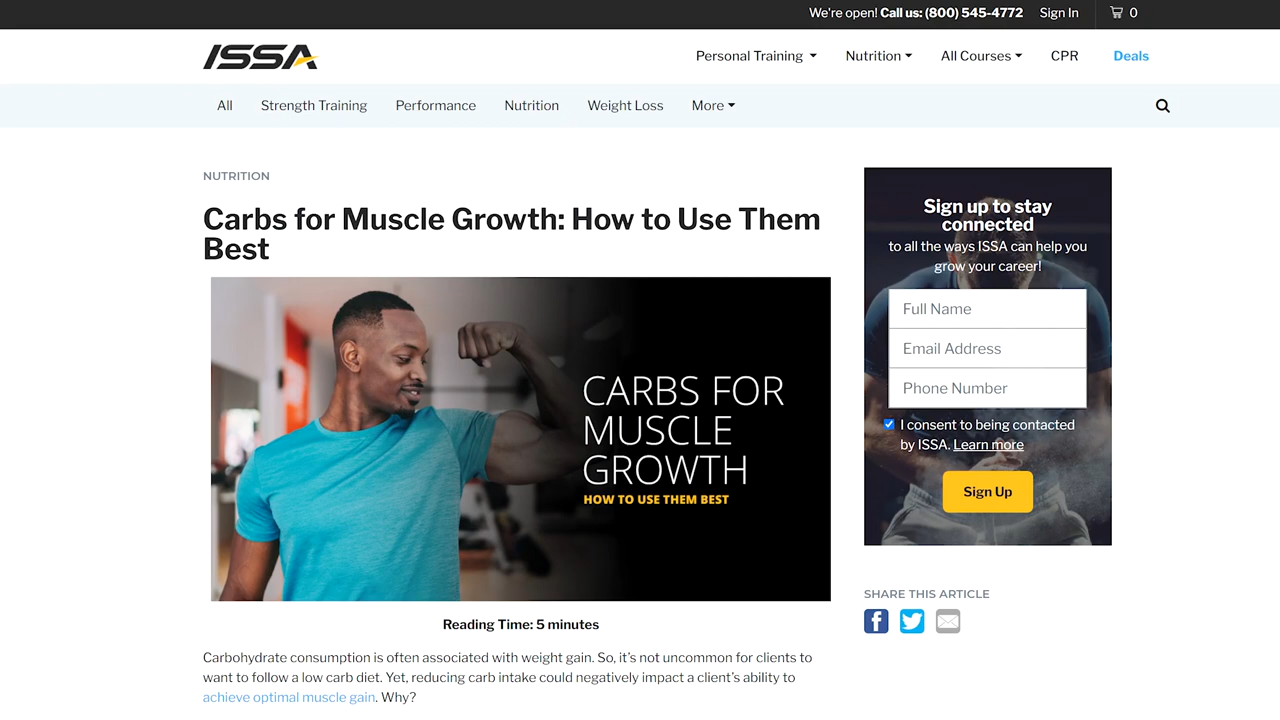 We're open! Call us: (800) 545-4772 Sign In 0
ISSA
Personal Training Nutrition All Courses CPR Deals
All Strength Training Performance Nutrition Weight Loss More
NUTRITION
Carbs for Muscle Growth: How to Use Them
Best
CARBS FOR
MUSCLE
GROWTH
HOW TO USE THEM BEST
Reading Time: 5 minutes
Carbohydrate consumption is often associated with weight gain. So, it's not uncommon for clients to
want to follow a low carb diet. Yet, reducing carb intake could negatively impact a client's ability to
achieve optimal muscle gain. Why?
Sign up to stay
connected
to all the ways ISSA can help you
grow your career!
Full Name
Email Address
Phone Number
I consent to being contacted
by ISSA. Learn more
Sign Up
SHARE THIS ARTICLE